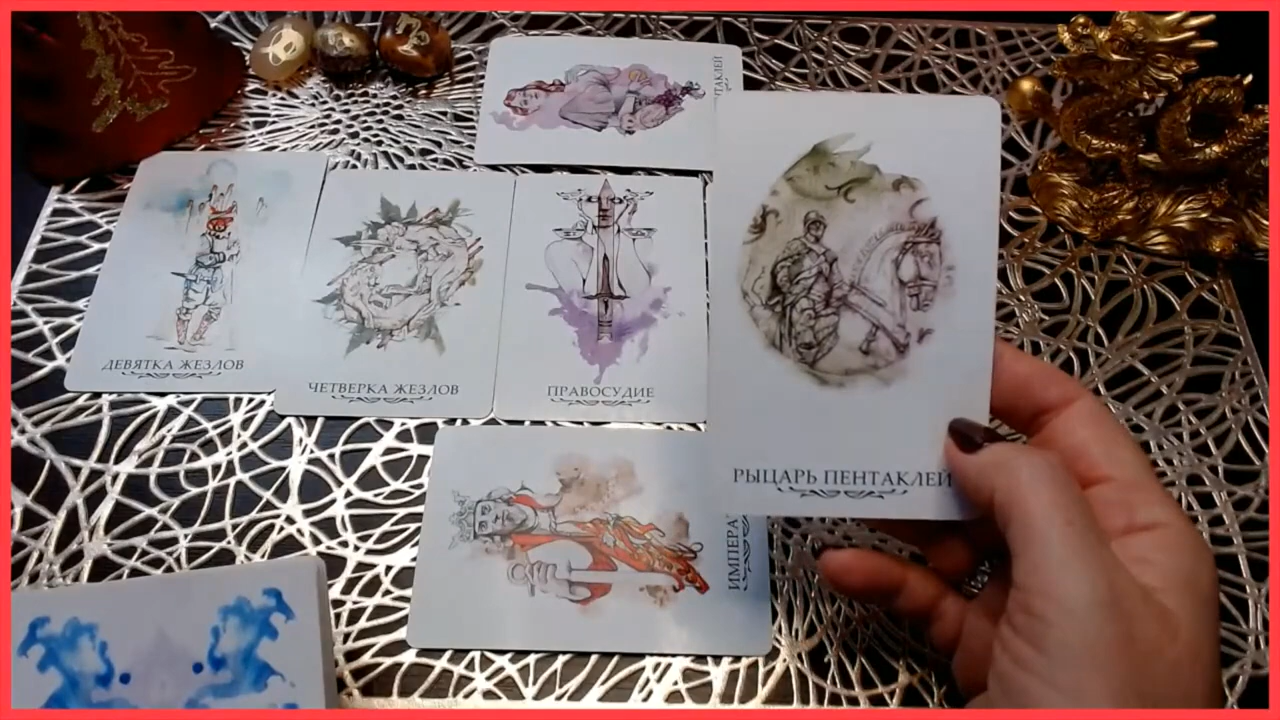 ДЕВЯТКА ЖЕЗЛОВ
ЧЕТВЕРКА ЖЕЗЛОВ
ПРАВОСУДИЕ
РЫЦАРЬ ПЕНТАКЛЕЙ